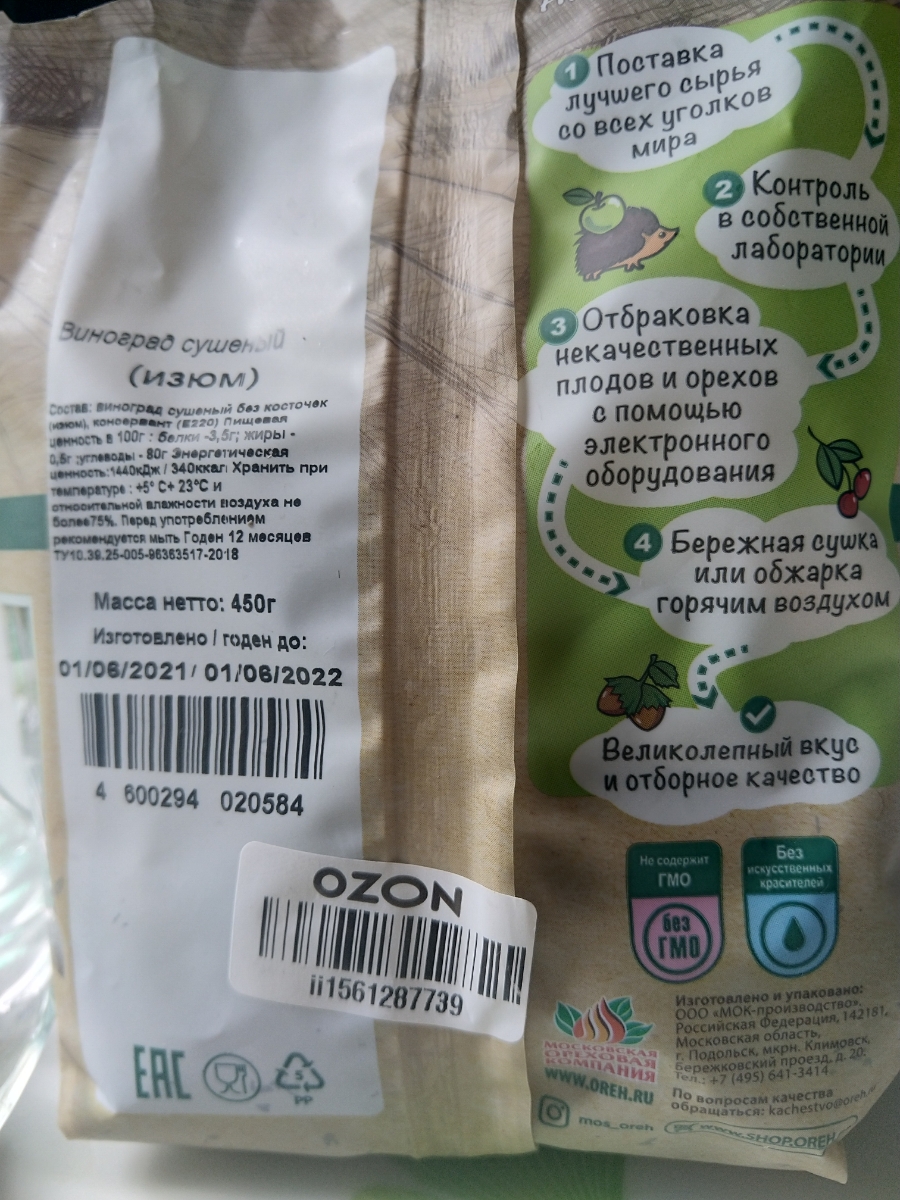 Виноград сушеный
(изюм)
Состав: виноград сушеный без косточек
(изюм), консервант (Е220) Пищевая
ценность в 100г : белки -3,5г; жиры -
0,6г ;углеводы - 80г Энергетическая
ценность:1440кДж / 340ккал Хранить при
температуре : +5° С+ 23°С и
относительной влажности воздуха не
более75%. Перед употреблением
рекомендуется мыть Годен 12 месяцев
ТУ10.39.25-005-96363517-2018
Масса нетто: 450г
Изготовлено / годен до:
01/06/2021/ 01/06/2022
4 600294 020584
OZON
ii1561287739
EAC
5
PP
1 Поставка
лучшего сырья
со всех уголков
мира
2 Контроль
в собственной
лаборатории
3 Отбраковка
некачественных
плодов и орехов
с помощью
электронного
оборудования
4 Бережная сушка
или обжарка
горячим воздухом
Великолепный вкус
и отборное качество
Не содержит
ГМО
без
ГМО
Без
искусственных
красителей
МОСКОВСКАЯ
ОРЕХОВАЯ
КОМПАНИЯ
WWW.OREH.RU
mos_oreh
Изготовлено и упаковано:
ООО «МОК-производство».
Российская Федерация, 142181,
Московская область,
г. Подольск, мкрн. Климовск,
Бережковский проезд, д. 20;
Тел.: +7 (495) 641-3414
По вопросам качества
обращаться: kachestvo@oreh.
www.SHOP.OREH